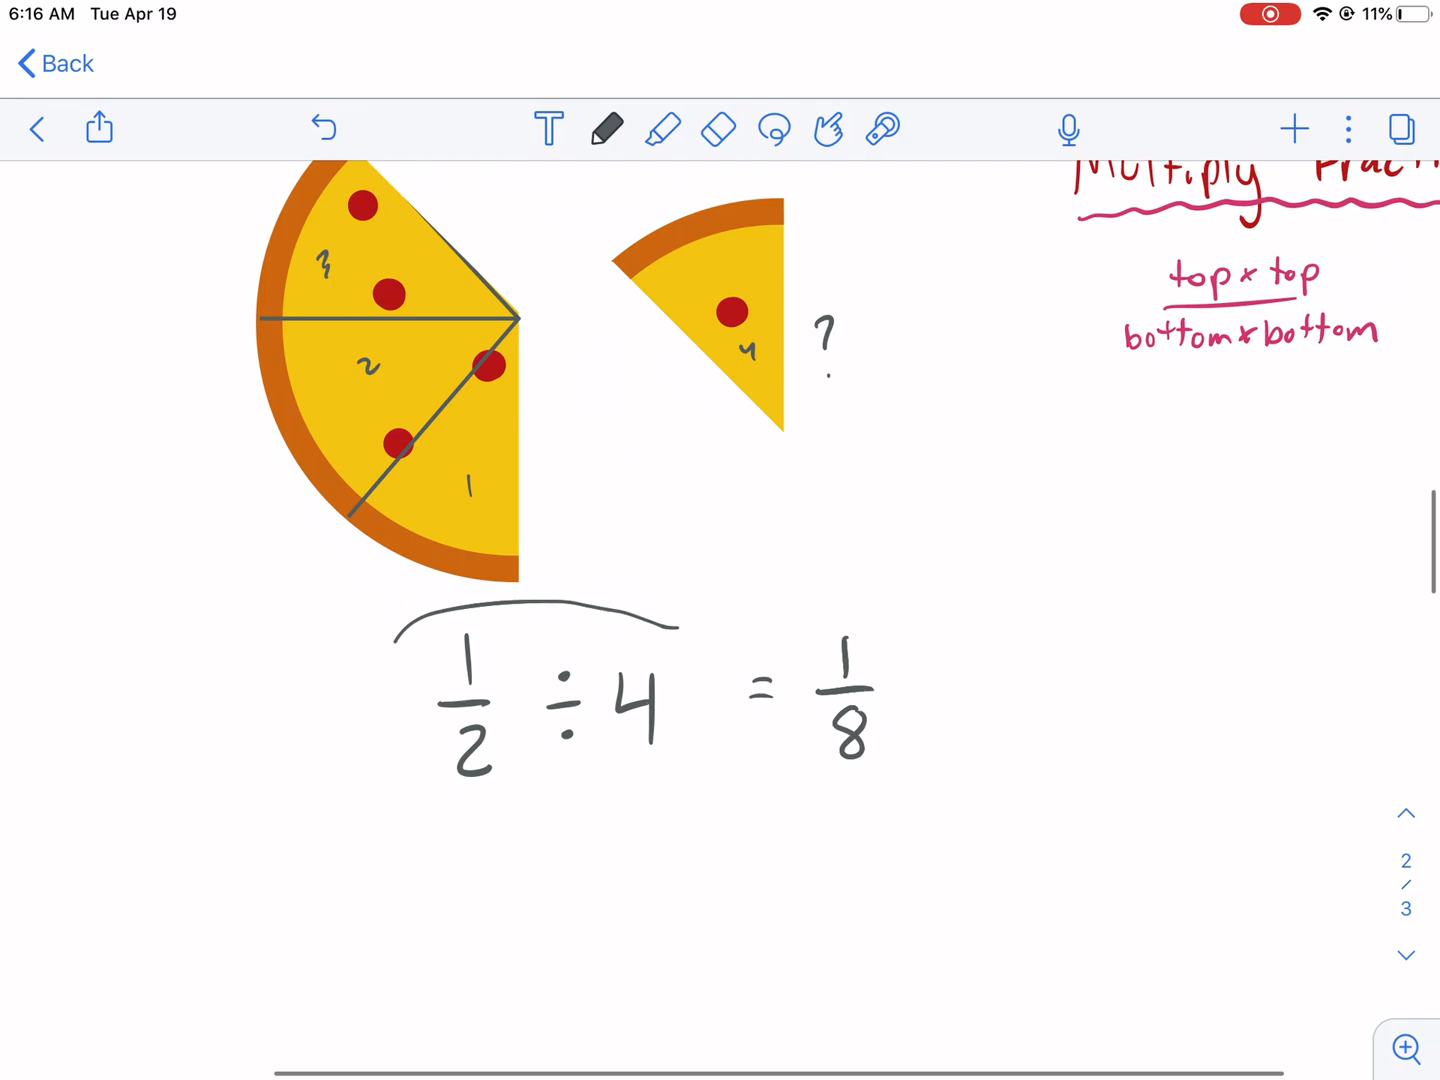 6:16 AM Tue Apr 19
11%
Back
T
Multiply
top x top
bottom x bottom
3
2
1
4
?
1/2 ÷ 4 = 1/8
2
/
3